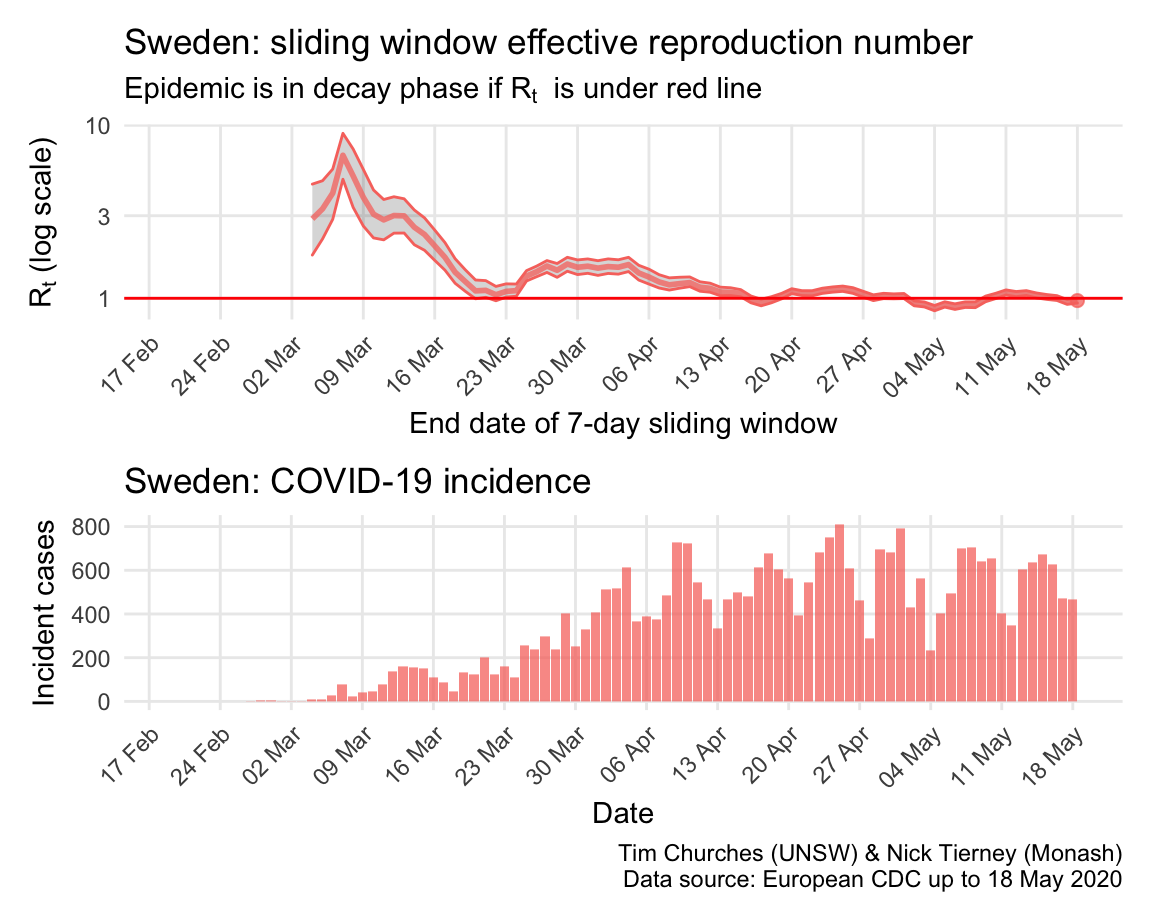 Sweden: sliding window effective reproduction number
Epidemic is in decay phase if Rt is under red line
Rt (log scale)
10
3
1
17 Feb
24 Feb
02 Mar
09 Mar
16 Mar
23 Mar
30 Mar
06 Apr
13 Apr
20 Apr
27 Apr
04 May
11 May
18 May
End date of 7-day sliding window
Sweden: COVID-19 incidence
Incident cases
800
600
400
200
0
17 Feb
24 Feb
02 Mar
09 Mar
16 Mar
23 Mar
30 Mar
06 Apr
13 Apr
20 Apr
27 Apr
04 May
11 May
18 May
Date
Tim Churches (UNSW) & Nick Tierney (Monash)
Data source: European CDC up to 18 May 2020